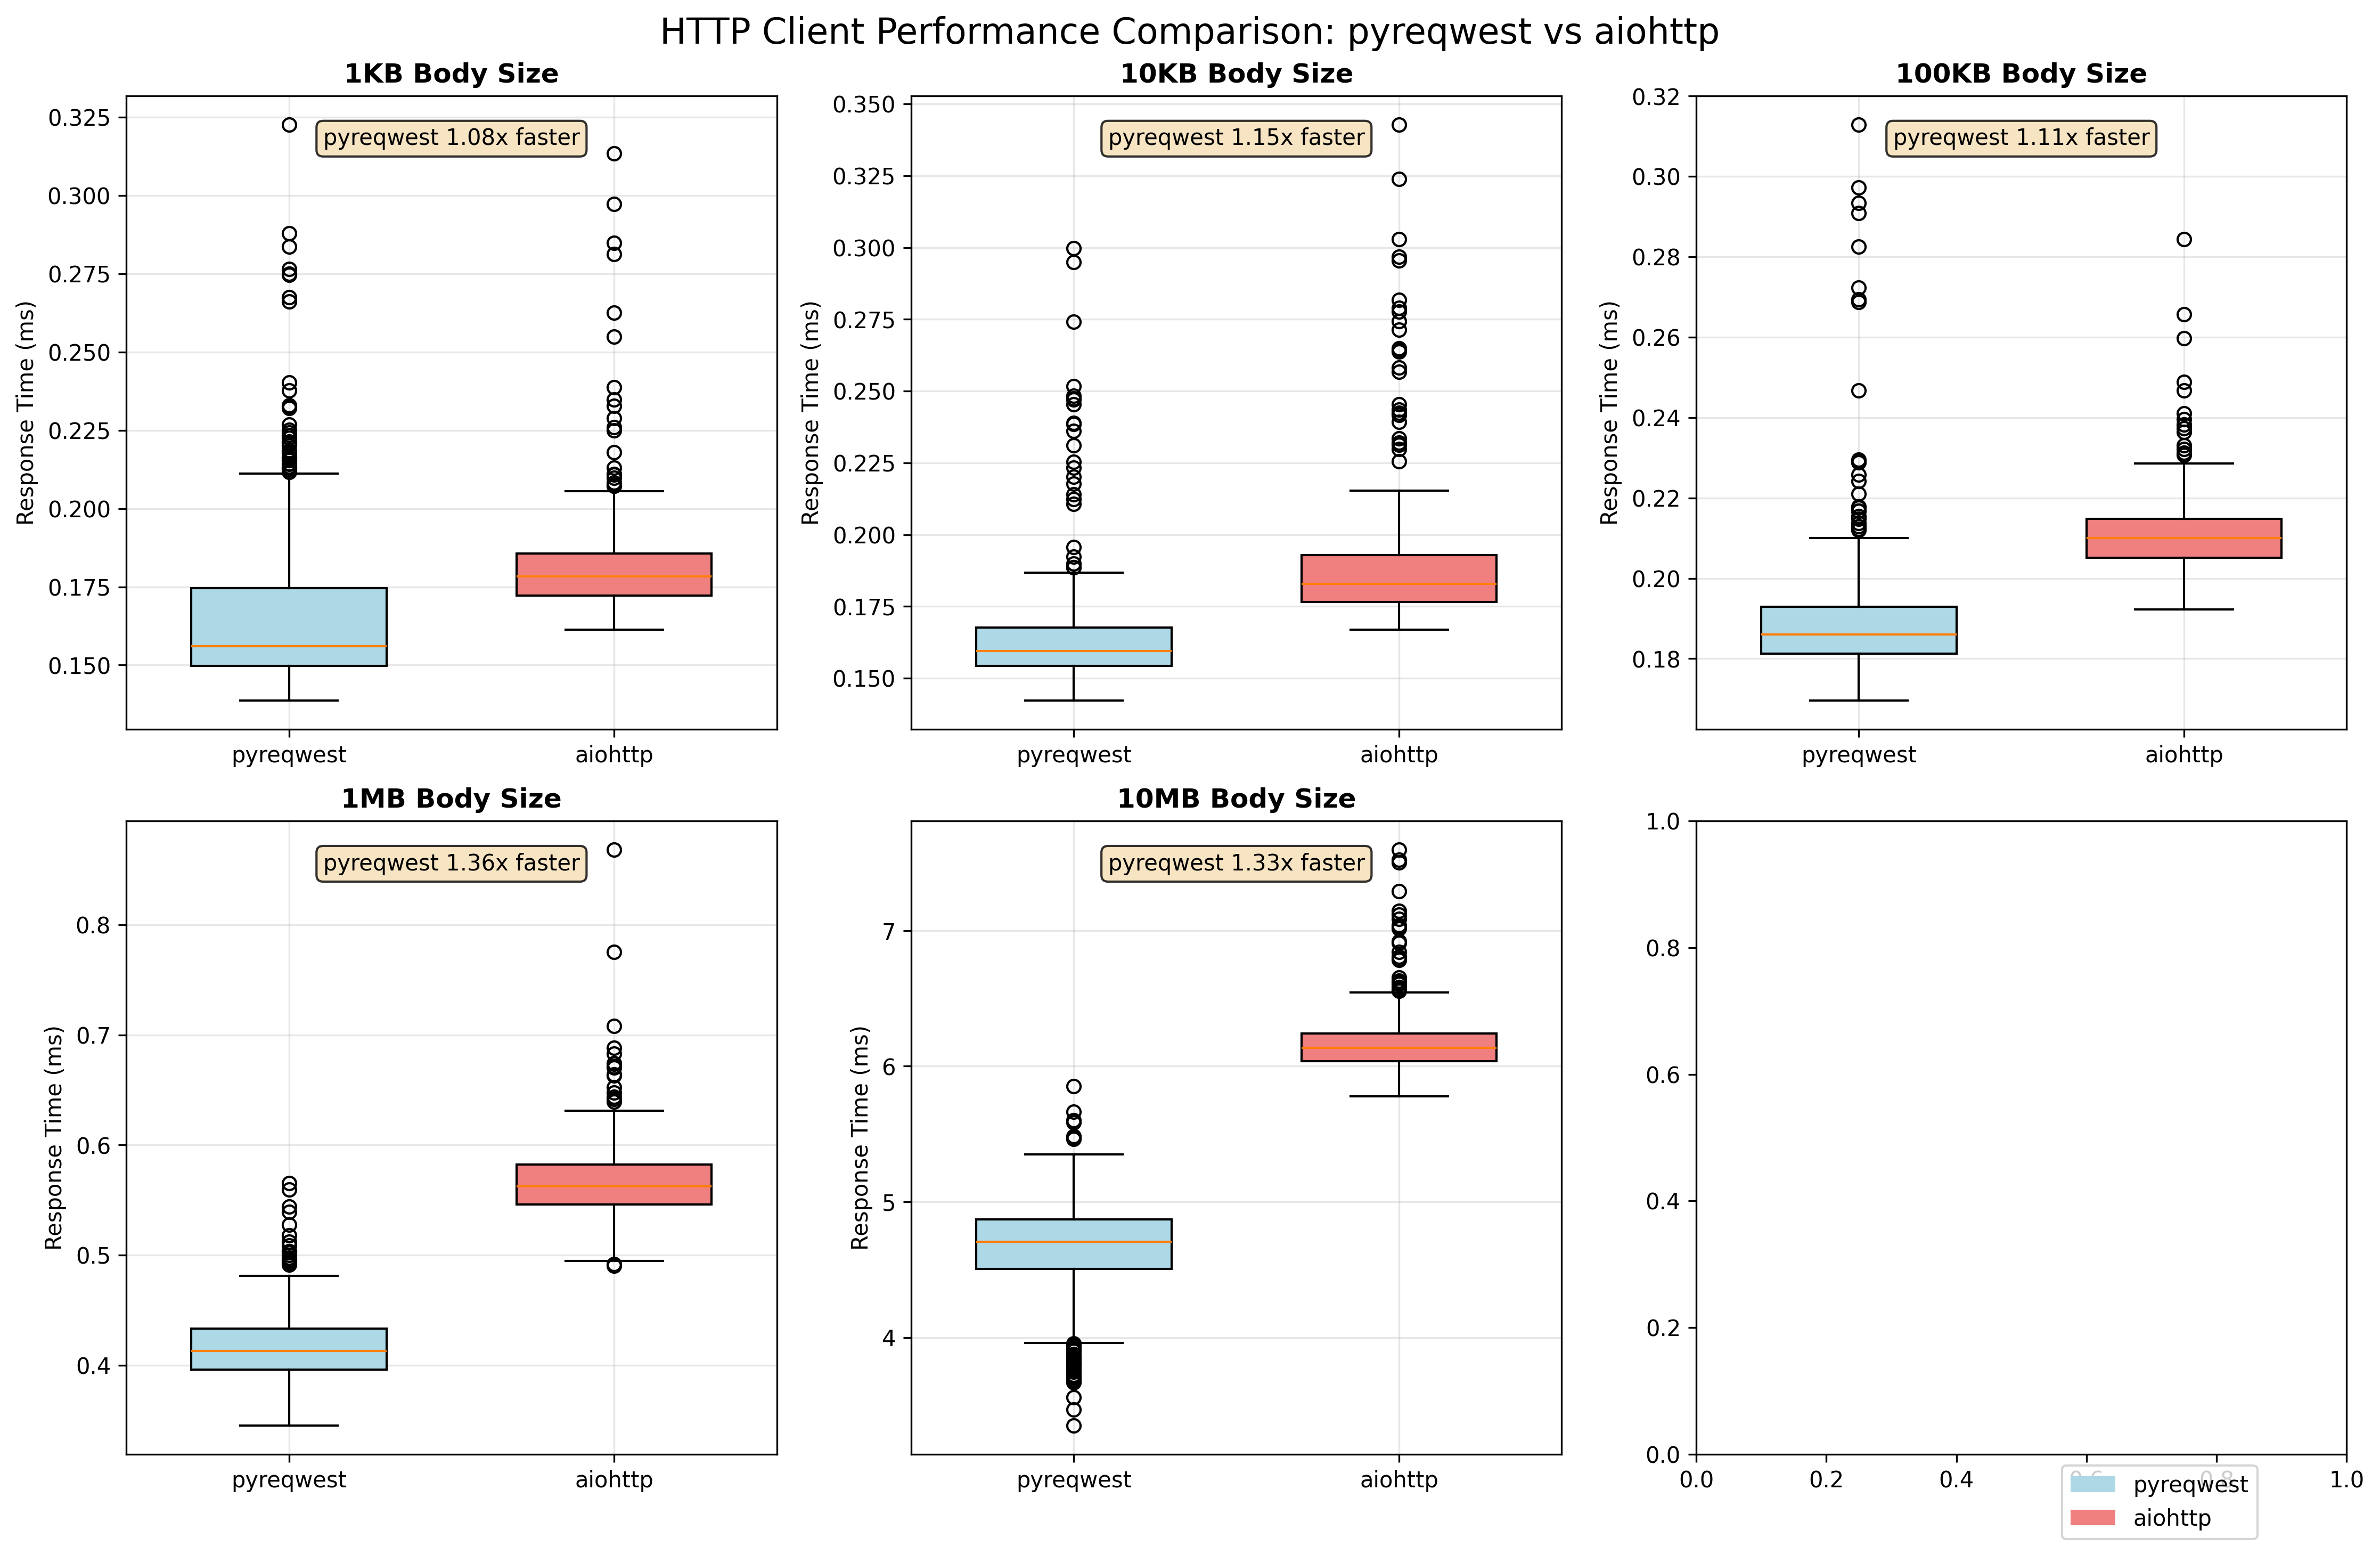 HTTP Client Performance Comparison: pyreqwest vs aiohttp
1KB Body Size
pyreqwest 1.08x faster
Response Time (ms)
0.325
0.300
0.275
0.250
0.225
0.200
0.175
0.150
pyreqwest
aiohttp
10KB Body Size
pyreqwest 1.15x faster
Response Time (ms)
0.350
0.325
0.300
0.275
0.250
0.225
0.200
0.175
0.150
pyreqwest
aiohttp
100KB Body Size
pyreqwest 1.11x faster
Response Time (ms)
0.32
0.30
0.28
0.26
0.24
0.22
0.20
0.18
pyreqwest
aiohttp
1MB Body Size
pyreqwest 1.36x faster
Response Time (ms)
0.8
0.7
0.6
0.5
0.4
pyreqwest
aiohttp
10MB Body Size
pyreqwest 1.33x faster
Response Time (ms)
7
6
5
4
pyreqwest
aiohttp
1.0
0.8
0.6
0.4
0.2
0.0
0.0 0.2 0.4 0.6 0.8 1.0
pyreqwest
aiohttp